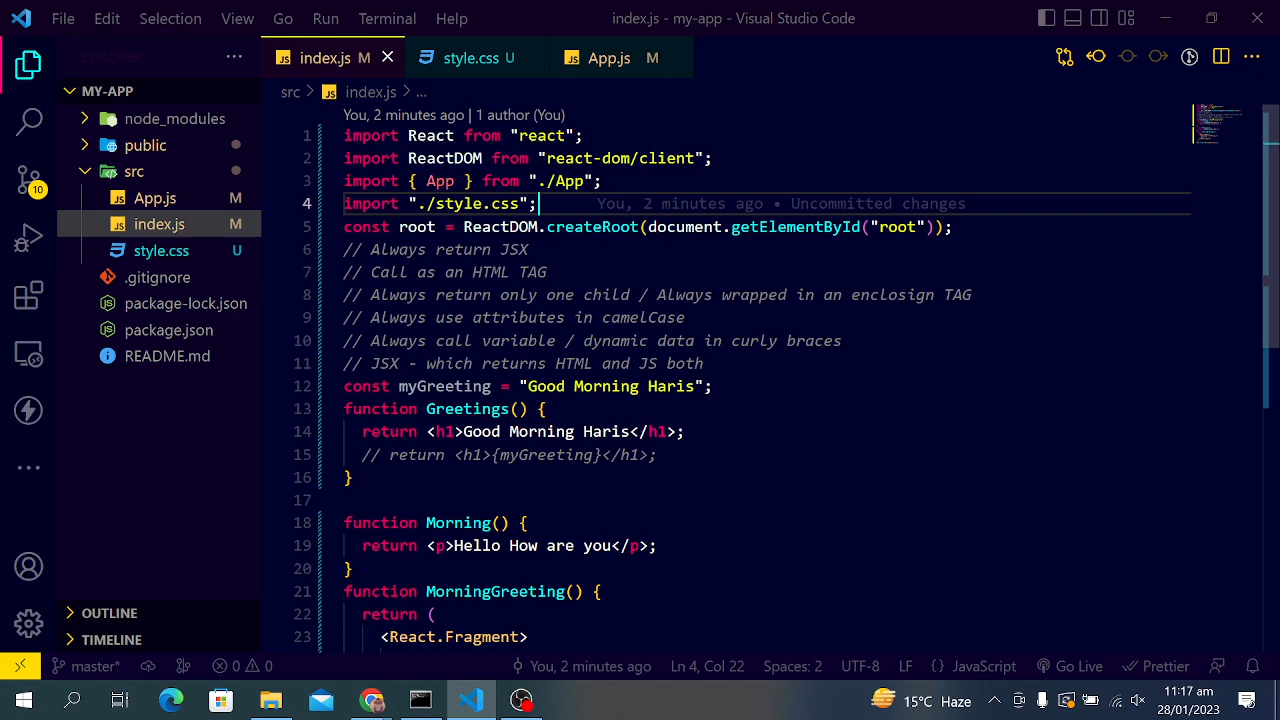 File Edit Selection View Go Run Terminal Help index.js - my-app - Visual Studio Code
EXPLORER
JS index.js M style.css U JS App.js M
MY-APP
src > JS index.js > ...
node_modules
public
src
JS App.js M
JS index.js M
style.css U
.gitignore
package-lock.json
package.json
README.md
OUTLINE
TIMELINE
10
You, 2 minutes ago | 1 author (You)
1 import React from "react";
2 import ReactDOM from "react-dom/client";
3 import { App } from "./App";
4 import "./style.css"; You, 2 minutes ago • Uncommitted changes
5 const root = ReactDOM.createRoot(document.getElementById("root"));
6 // Always return JSX
7 // Call as an HTML TAG
8 // Always return only one child / Always wrapped in an enclosign TAG
9 // Always use attributes in camelCase
10 // Always call variable / dynamic data in curly braces
11 // JSX - which returns HTML and JS both
12 const myGreeting = "Good Morning Haris";
13 function Greetings() {
14 return <h1>Good Morning Haris</h1>;
15 // return <h1>{myGreeting}</h1>;
16 }
17
18 function Morning() {
19 return <p>Hello How are you</p>;
20 }
21 function MorningGreeting() {
22 return (
23 <React.Fragment>
master* 0 0 You, 2 minutes ago Ln 4, Col 22 Spaces: 2 UTF-8 LF {} JavaScript Go Live Prettier
15°C Haze 11:17 am
28/01/2023